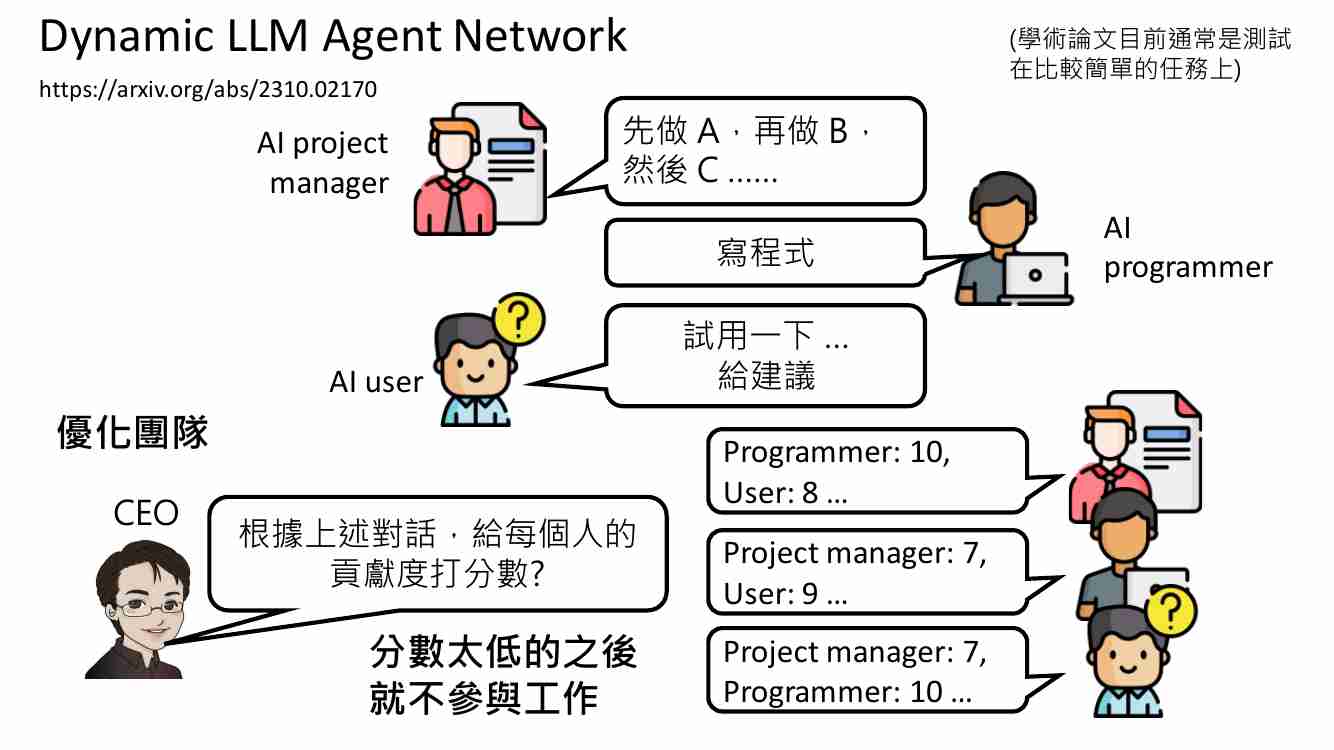 Dynamic LLM Agent Network
https://arxiv.org/abs/2310.02170
(學術論文目前通常是測試
在比較簡單的任務上)
AI project
manager
先做 A，再做 B，
然後 C ......
寫程式
AI
programmer
AI user
試用一下 ...
給建議
優化團隊
CEO
根據上述對話，給每個人的
貢獻度打分數?
分數太低的之後
就不參與工作
Programmer: 10,
User: 8 ...
Project manager: 7,
User: 9 ...
Project manager: 7,
Programmer: 10 ...